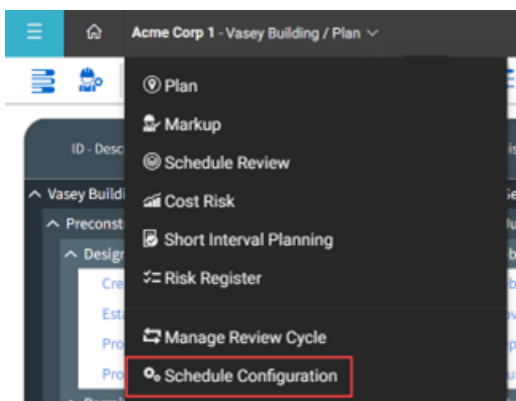 Acme Corp 1 - Vasey Building / Plan
Plan
Markup
ID - Desc
Schedule Review
Vasey Buildi
Cost Risk
Preconst
Short Interval Planning
Design
Risk Register
Cre
Esta
Pro
Manage Review Cycle
Pro
Schedule Configuration